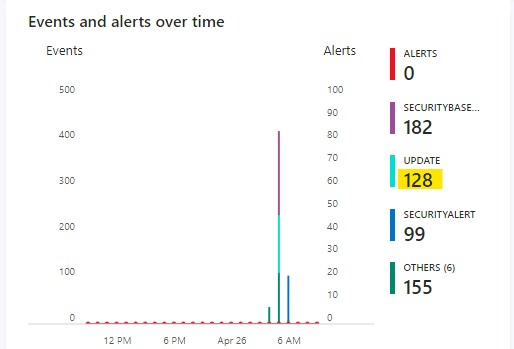 Events and alerts over time
Events
Alerts
500
400
300
200
100
0
100
90
80
70
60
50
40
30
20
10
0
12 PM
6 PM
Apr 26
6 AM
ALERTS
0
SECURITYBASE...
182
UPDATE
128
SECURITYALERT
99
OTHERS (6)
155